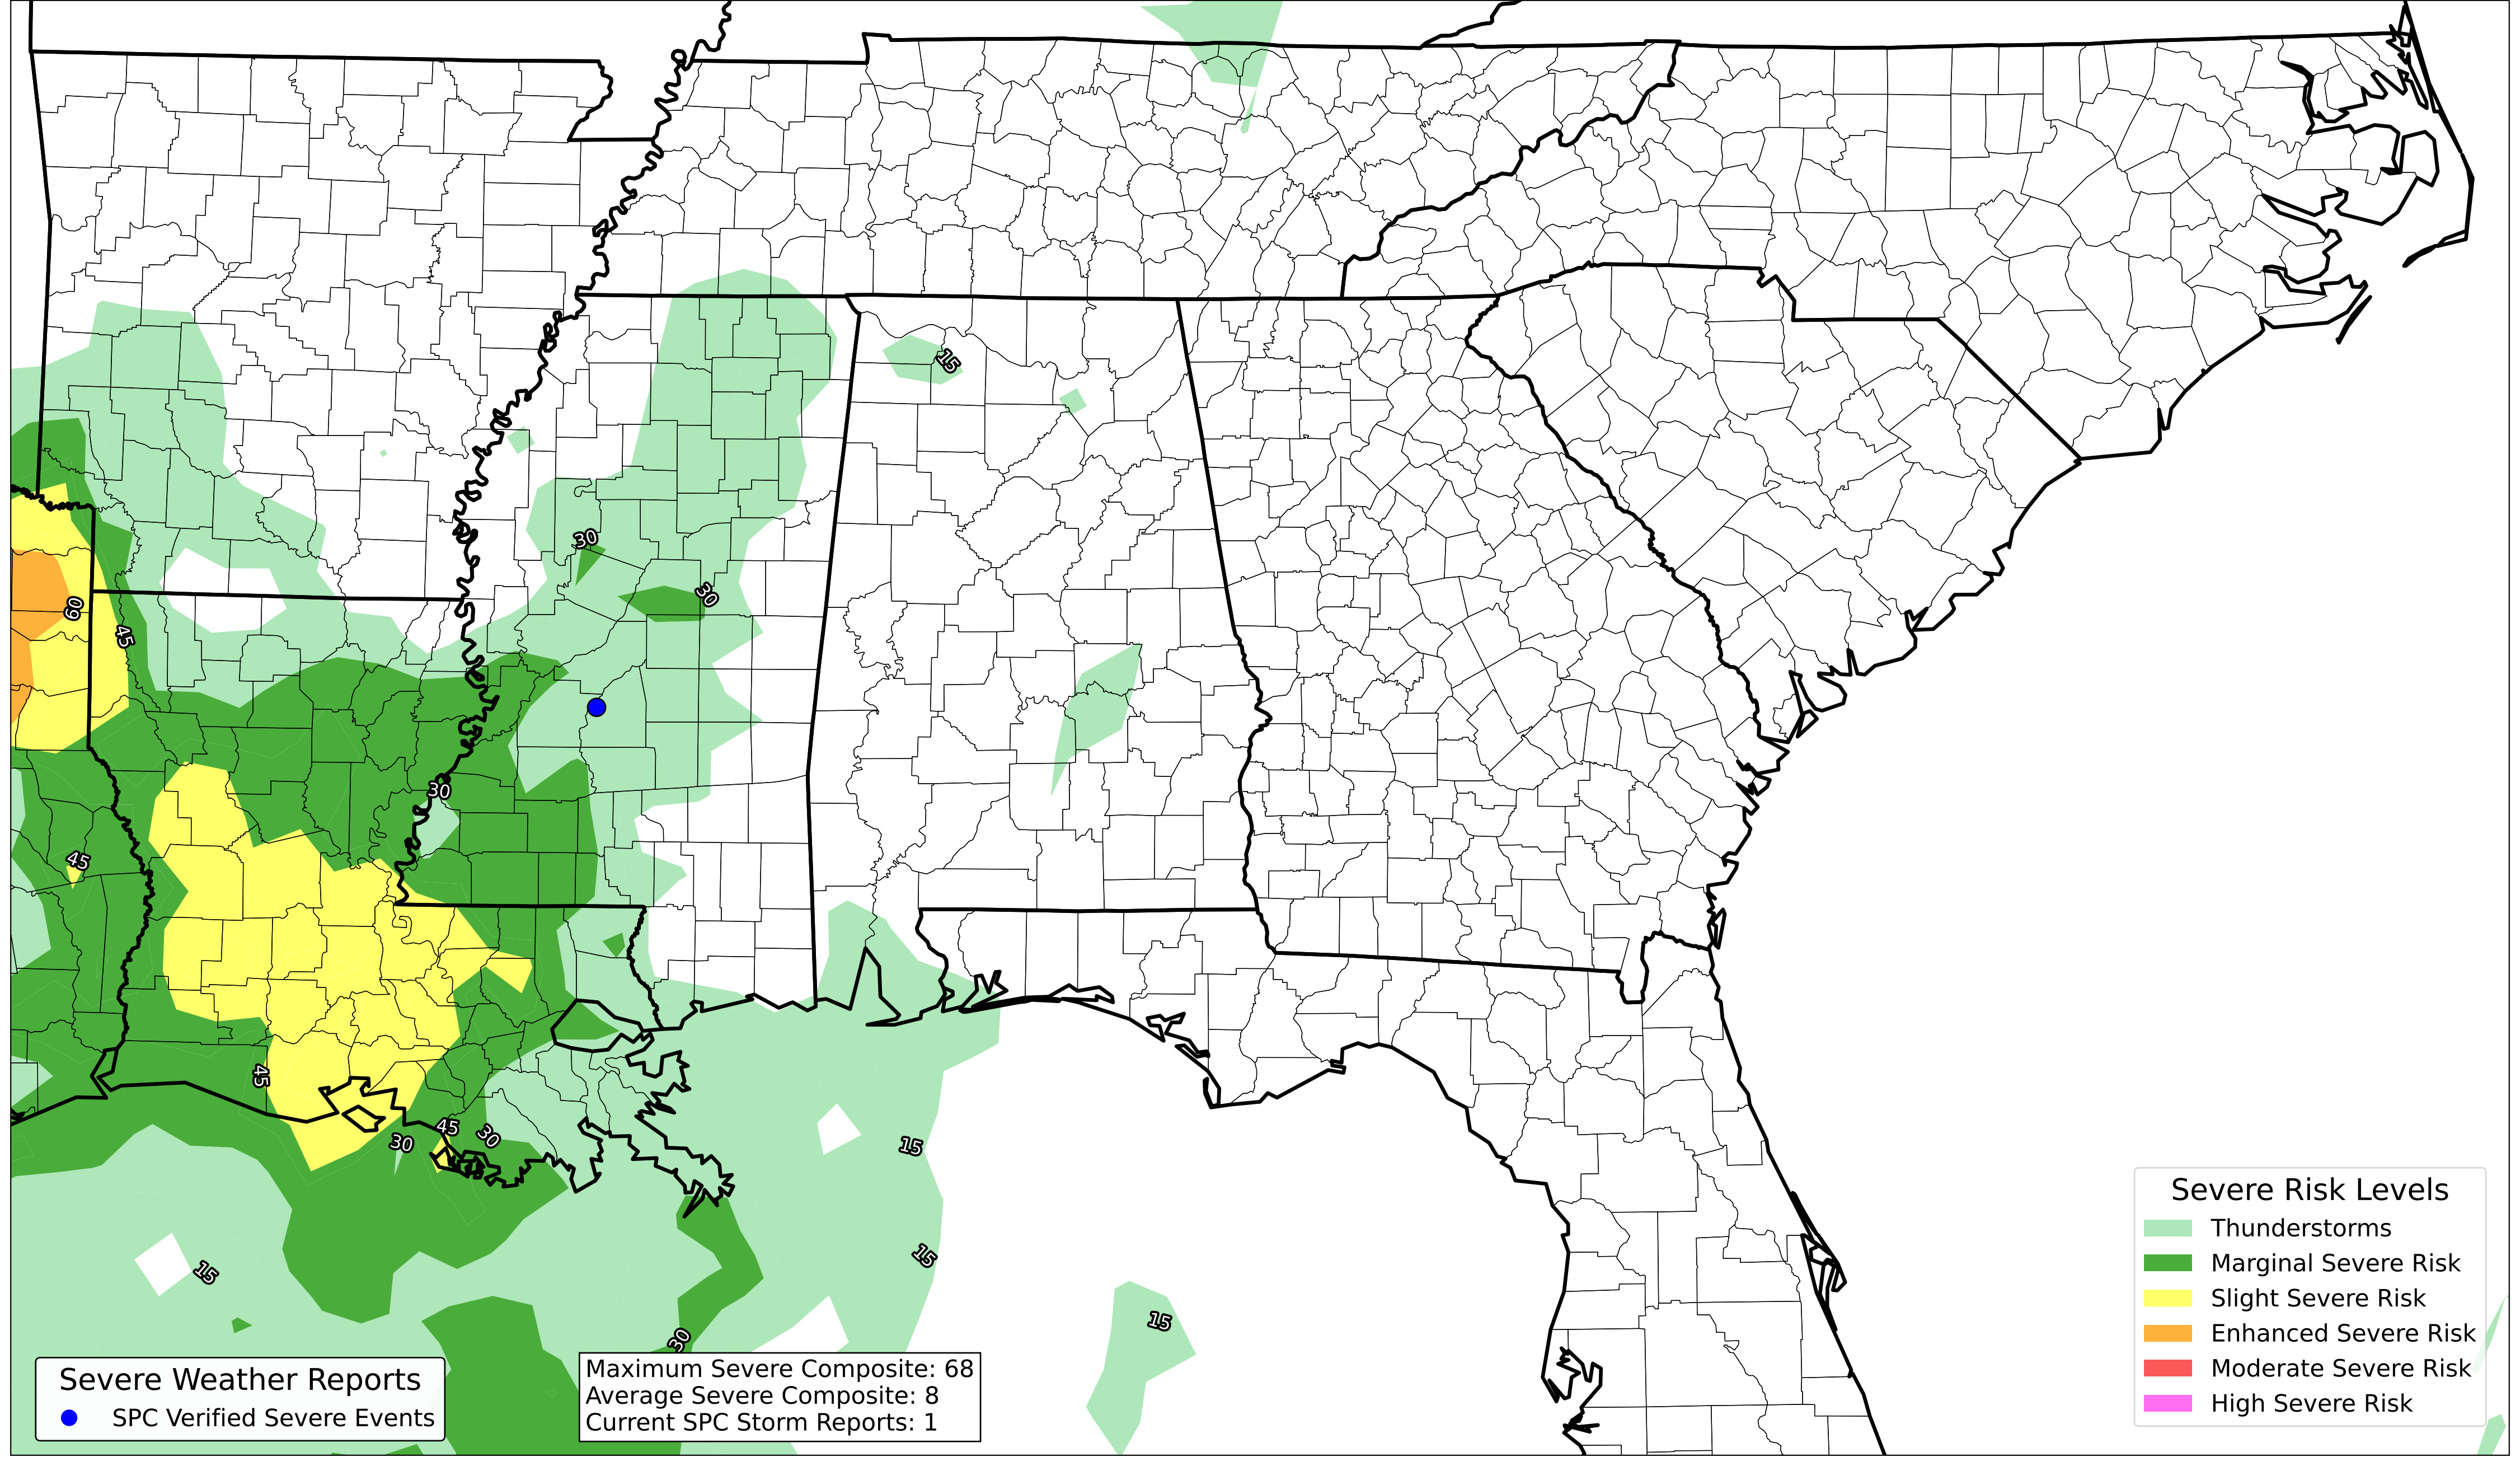 15
30
30
60
45
30
45
45
30
45
30
15
15
15
30
15
Severe Weather Reports
SPC Verified Severe Events
Maximum Severe Composite: 68
Average Severe Composite: 8
Current SPC Storm Reports: 1
Severe Risk Levels
Thunderstorms
Marginal Severe Risk
Slight Severe Risk
Enhanced Severe Risk
Moderate Severe Risk
High Severe Risk